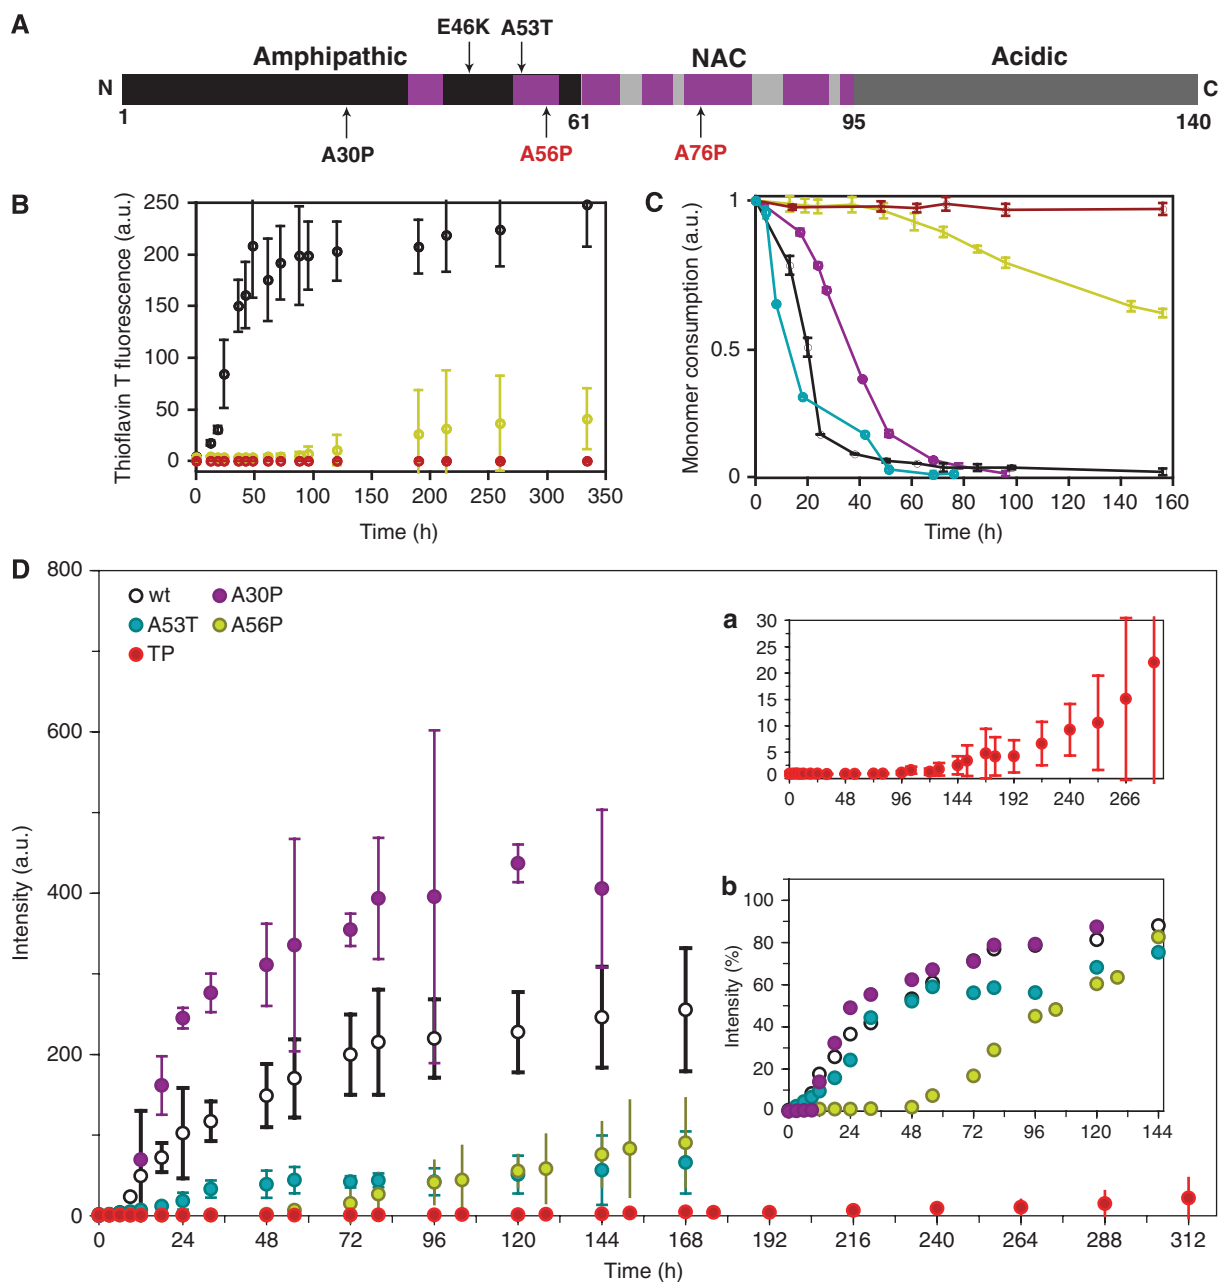 A
E46K A53T
Amphipathic NAC Acidic
N C
1 61 95 140
A30P A56P A76P
B
Thioflavin T fluorescence (a.u.)
250
200
150
100
50
0
0 50 100 150 200 250 300 350
Time (h)
C
Monomer consumption (a.u.)
1
0.5
0
0 20 40 60 80 100 120 140 160
Time (h)
D
Intensity (a.u.)
800
600
400
200
0
wt A30P
A53T A56P
TP
a
30
25
20
15
10
5
0
0 48 96 144 192 240 266
b
Intensity (%)
100
80
60
40
20
0
0 24 48 72 96 120 144
0 24 48 72 96 120 144 168 192 216 240 264 288 312
Time (h)